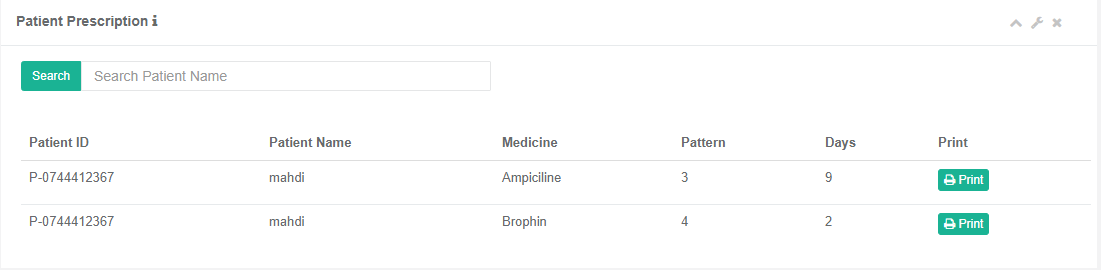 Patient Prescription
Search Search Patient Name
Patient ID Patient Name Medicine Pattern Days Print
P-0744412367 mahdi Ampiciline 3 9 Print
P-0744412367 mahdi Brophin 4 2 Print